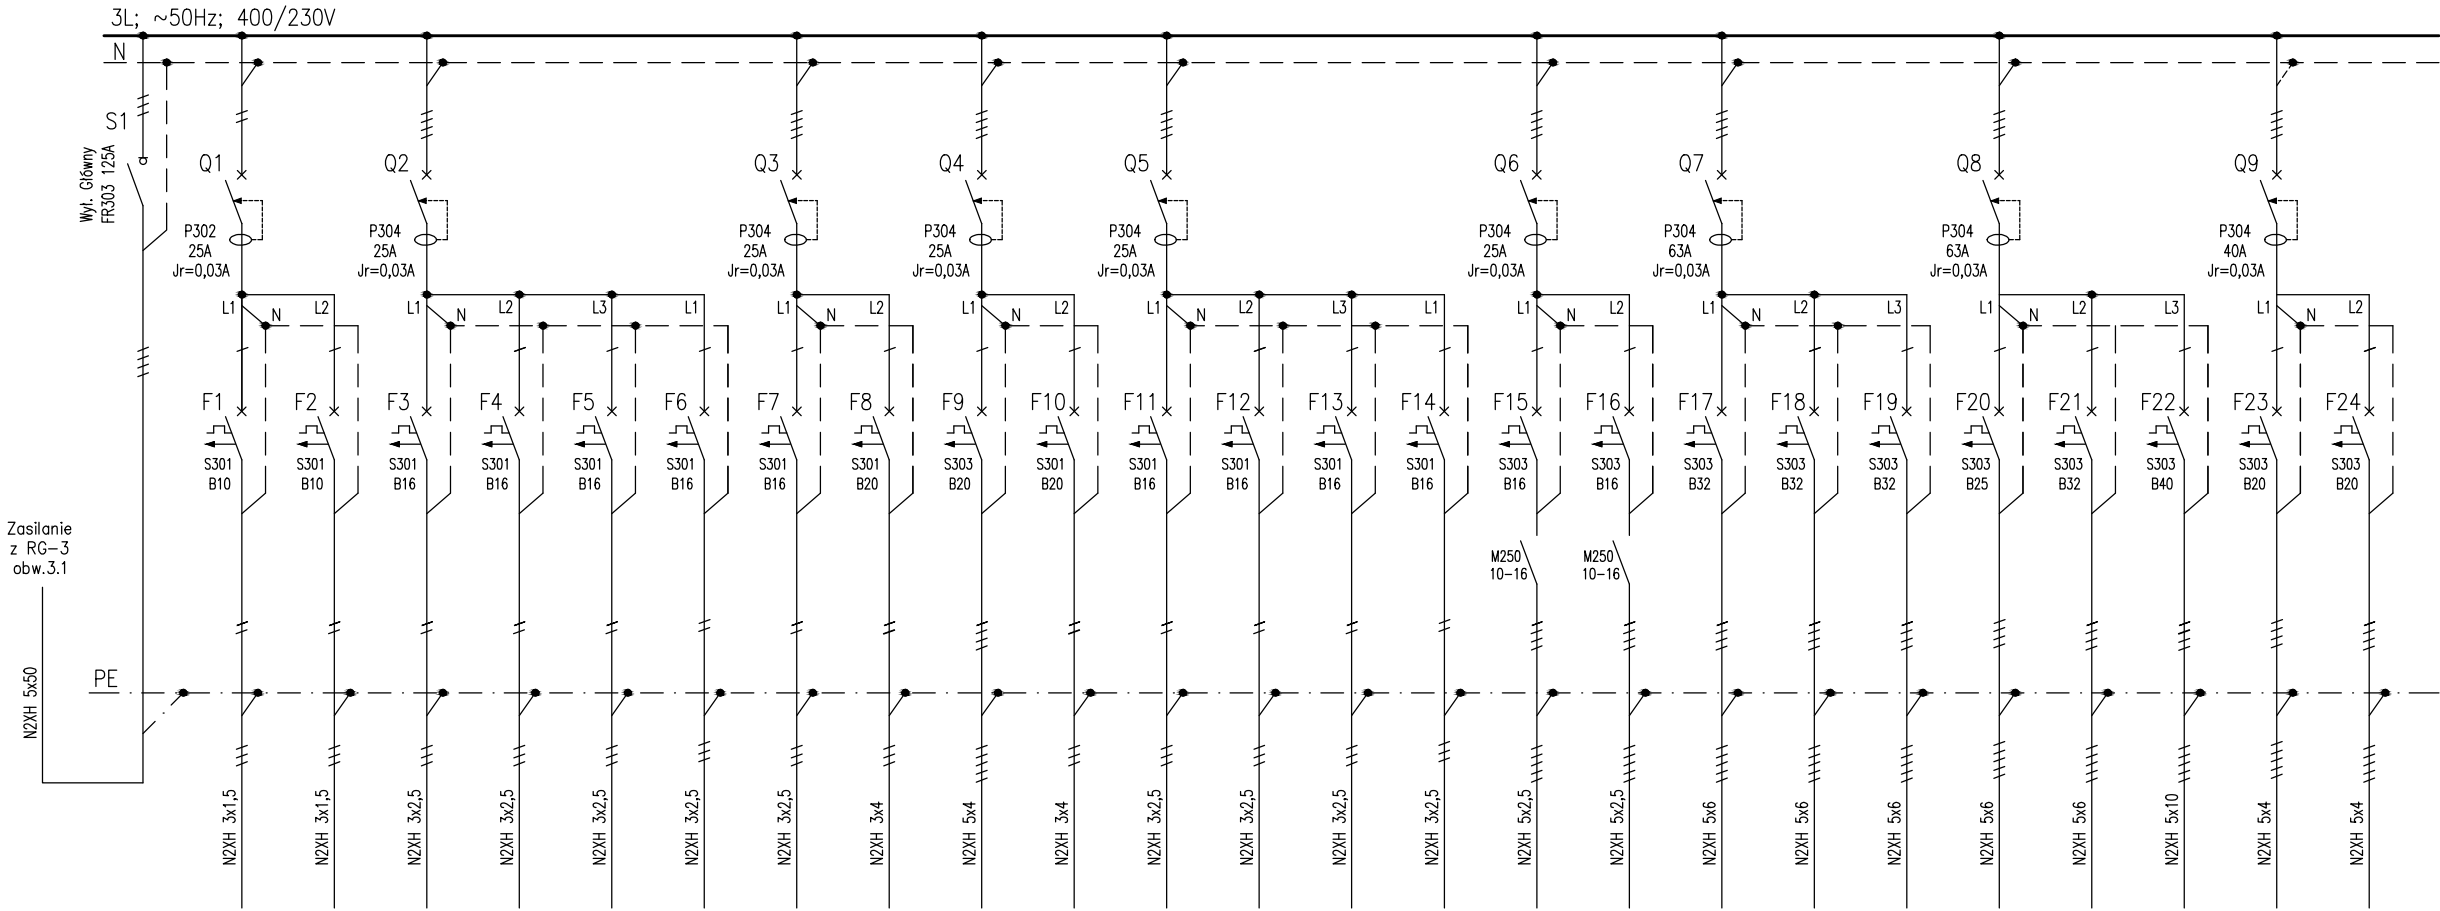 3L; ~50Hz; 400/230V
N
S1
Wył. Główny
FR303 125A
Q1
P302
25A
Jr=0,03A
Q2
P304
25A
Jr=0,03A
Q3
P304
25A
Jr=0,03A
Q4
P304
25A
Jr=0,03A
Q5
P304
25A
Jr=0,03A
Q6
P304
25A
Jr=0,03A
Q7
P304
63A
Jr=0,03A
Q8
P304
63A
Jr=0,03A
Q9
P304
40A
Jr=0,03A
L1 N L2
L1 N L2 L3 L1
L1 N L2
L1 N L2
L1 N L2 L3 L1
L1 N L2
L1 N L2 L3
L1 N L2 L3
L1 N L2
F1
S301
B10
F2
S301
B10
F3
S301
B16
F4
S301
B16
F5
S301
B16
F6
S301
B16
F7
S301
B16
F8
S301
B20
F9
S303
B20
F10
S301
B20
F11
S301
B16
F12
S301
B16
F13
S301
B16
F14
S301
B16
F15
S303
B16
F16
S303
B16
F17
S303
B32
F18
S303
B32
F19
S303
B32
F20
S303
B25
F21
S303
B32
F22
S303
B40
F23
S303
B20
F24
S303
B20
M250
10-16
M250
10-16
Zasilanie
z RG-3
obw.3.1
N2XH 5x50
PE
N2XH 3x1,5
N2XH 3x1,5
N2XH 3x2,5
N2XH 3x2,5
N2XH 3x2,5
N2XH 3x2,5
N2XH 3x2,5
N2XH 3x4
N2XH 5x4
N2XH 3x4
N2XH 3x2,5
N2XH 3x2,5
N2XH 3x2,5
N2XH 3x2,5
N2XH 5x2,5
N2XH 5x2,5
N2XH 5x6
N2XH 5x6
N2XH 5x6
N2XH 5x6
N2XH 5x6
N2XH 5x10
N2XH 5x4
N2XH 5x4